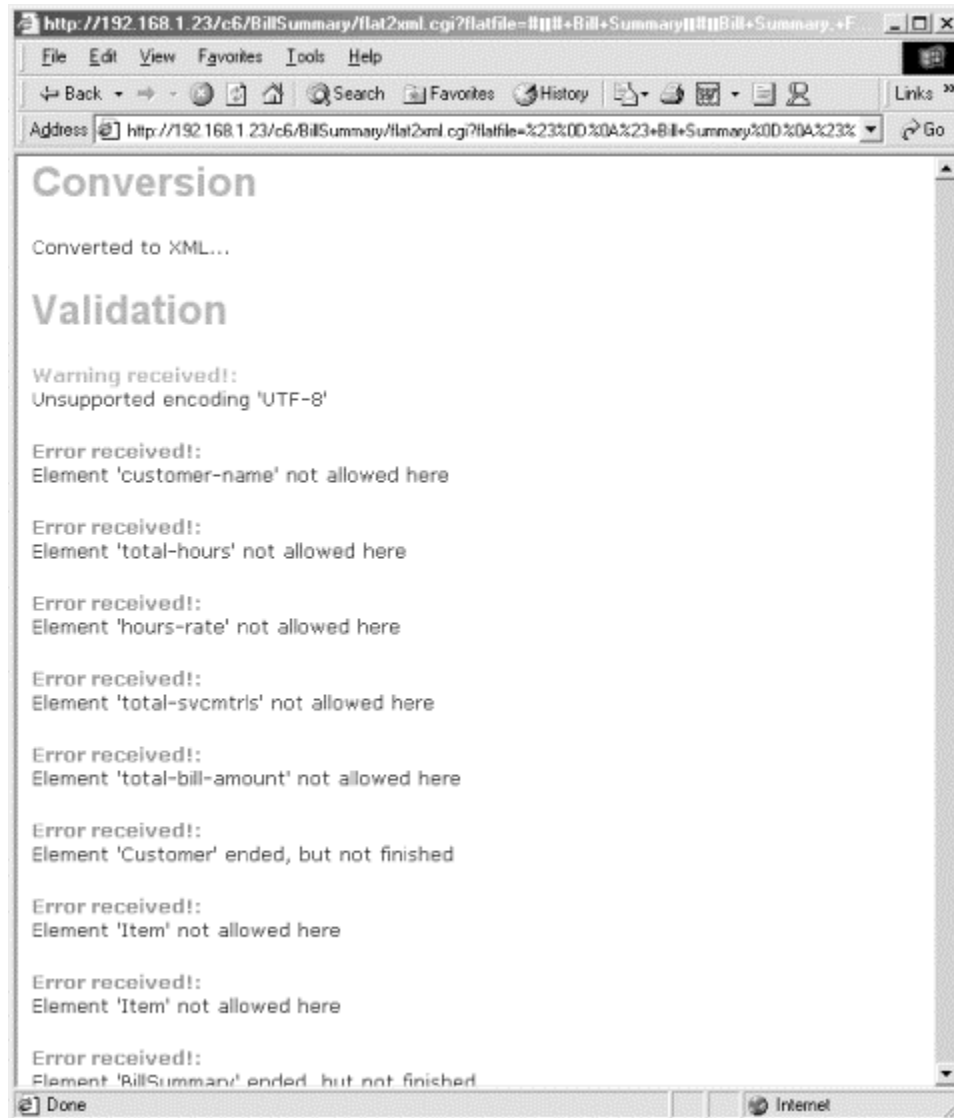 http://192.168.1.23/c6/BillSummary/flat2xml.cgi?flatfile=#||#+Bill+Summary||#||Bill+Summary,+F
File Edit View Favorites Tools Help
Back Search Favorites History Links »
Address http://192.168.1.23/c6/BillSummary/flat2xml.cgi?flatfile=%23%0D%0A%23+Bill+Summary%0D%0A%23% Go
Conversion
Converted to XML...
Validation
Warning received!:
Unsupported encoding 'UTF-8'
Error received!:
Element 'customer-name' not allowed here
Error received!:
Element 'total-hours' not allowed here
Error received!:
Element 'hours-rate' not allowed here
Error received!:
Element 'total-svcmtrls' not allowed here
Error received!:
Element 'total-bill-amount' not allowed here
Error received!:
Element 'Customer' ended, but not finished
Error received!:
Element 'Item' not allowed here
Error received!:
Element 'Item' not allowed here
Error received!:
Element 'BillSummary' ended, but not finished
Done Internet